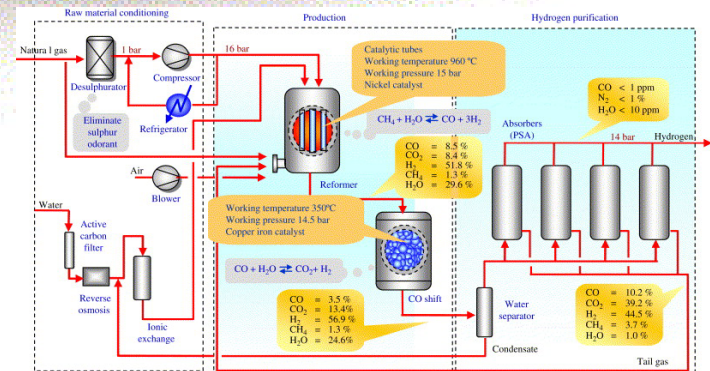 Raw material conditioning
Production
Hydrogen purification
Natura l gas
1 bar
16 bar
Compressor
Desulphurator
Refrigerator
Eliminate
sulphur
odorant
Catalytic tubes
Working temperature 960 ºC
Working pressure 15 bar
Nickel catalyst
CH4 + H2O ⇄ CO + 3H2
CO < 1 ppm
N2 < 1 %
H2O < 10 ppm
Absorbers
(PSA)
14 bar
Hydrogen
Air
Blower
Reformer
CO = 8.5 %
CO2 = 8.4 %
H2 = 51.8 %
CH4 = 1.3 %
H2O = 29.6 %
Water
Active
carbon
filter
Reverse
osmosis
Ionic
exchange
Working temperature 350ºC
Working pressure 14.5 bar
Copper iron catalyst
CO + H2O ⇄ CO2+ H2
CO shift
CO = 3.5 %
CO2 = 13.4%
H2 = 56.9 %
CH4 = 1.3 %
H2O = 24.6%
Water
separator
Condensate
CO = 10.2 %
CO2 = 39.2 %
H2 = 44.5 %
CH4 = 3.7 %
H2O = 1.0 %
Tail gas